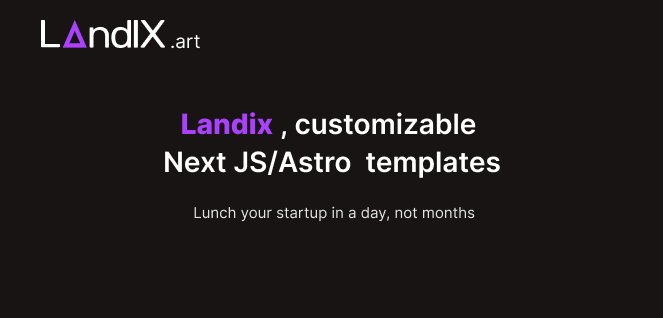 LandIX.art
Landix , customizable
Next JS/Astro templates
Lunch your startup in a day, not months